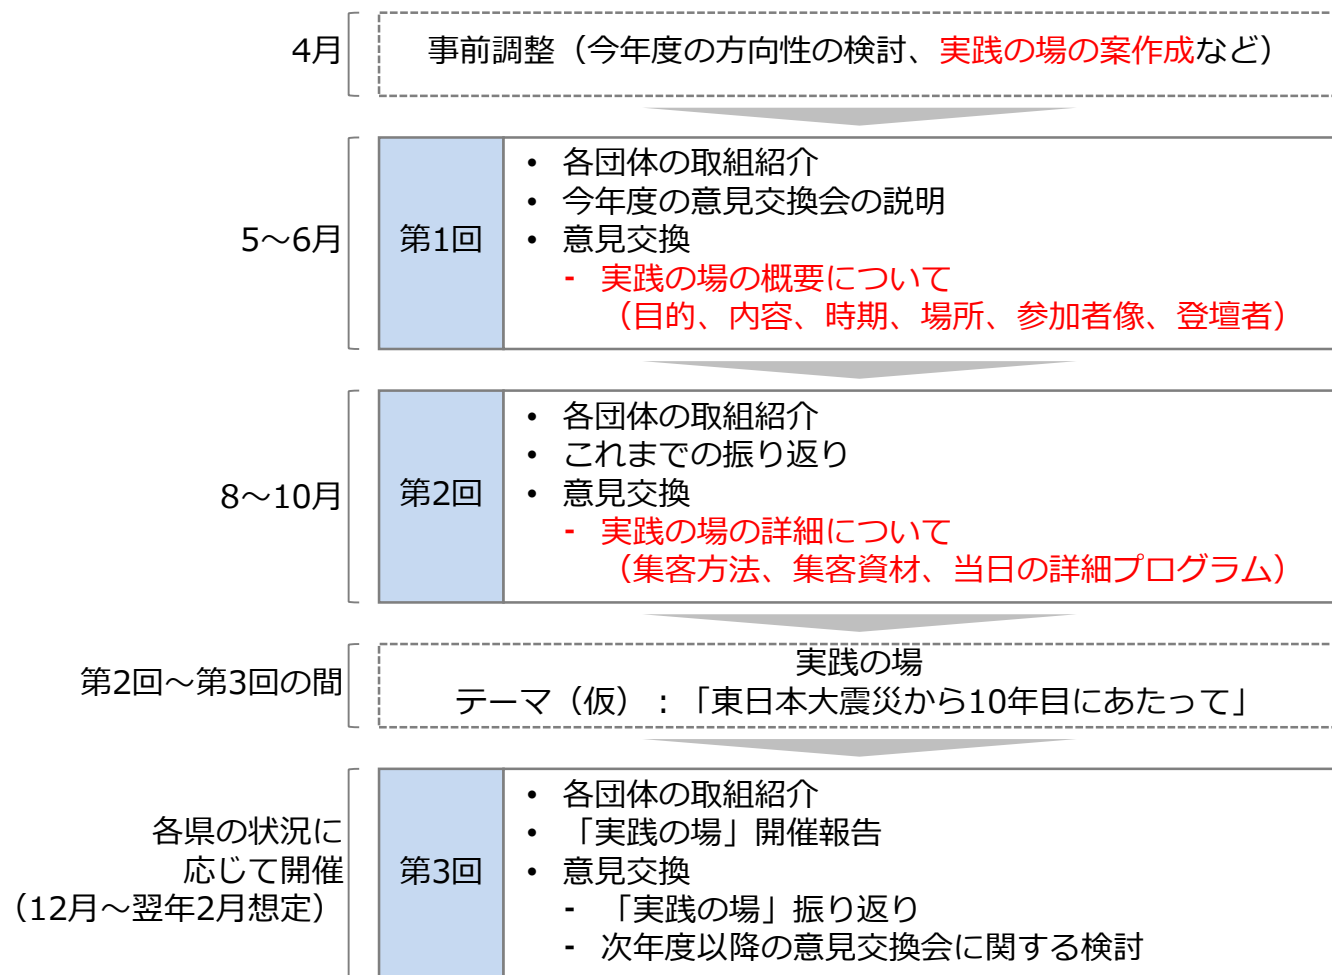 4月
事前調整（今年度の方向性の検討、実践の場の案作成など）
5～6月
第1回
• 各団体の取組紹介
• 今年度の意見交換会の説明
• 意見交換
- 実践の場の概要について
（目的、内容、時期、場所、参加者像、登壇者）
8～10月
第2回
• 各団体の取組紹介
• これまでの振り返り
• 意見交換
- 実践の場の詳細について
（集客方法、集客資材、当日の詳細プログラム）
第2回～第3回の間
実践の場
テーマ（仮）：「東日本大震災から10年目にあたって」
各県の状況に
応じて開催
（12月～翌年2月想定）
第3回
• 各団体の取組紹介
• 「実践の場」開催報告
• 意見交換
- 「実践の場」振り返り
- 次年度以降の意見交換会に関する検討